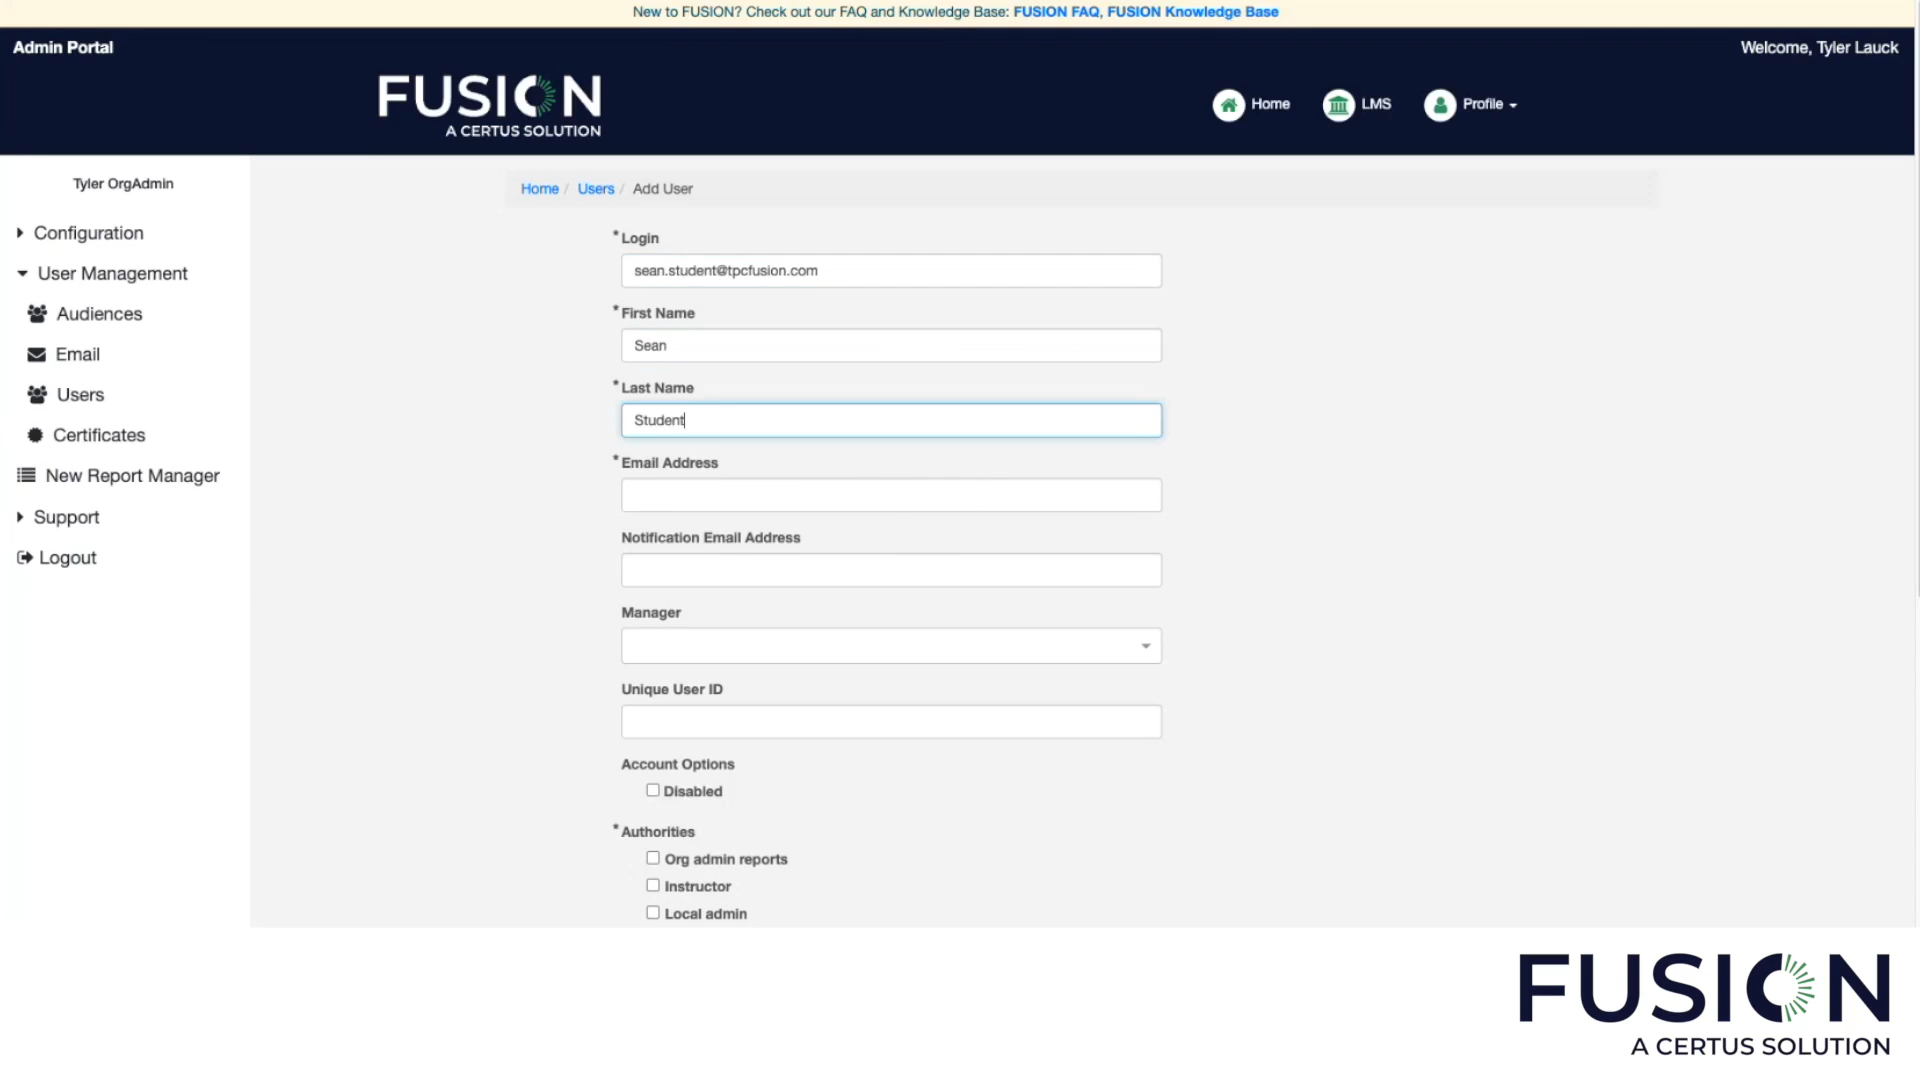 New to FUSION? Check out our FAQ and Knowledge Base: FUSION FAQ, FUSION Knowledge Base
Admin Portal
Welcome, Tyler Lauck
FUSION
A CERTUS SOLUTION
Home
LMS
Profile
Tyler OrgAdmin
Configuration
User Management
Audiences
Email
Users
Certificates
New Report Manager
Support
Logout
Home / Users / Add User
* Login
sean.student@tpcfusion.com
* First Name
Sean
* Last Name
Student
* Email Address
Notification Email Address
Manager
Unique User ID
Account Options
Disabled
* Authorities
Org admin reports
Instructor
Local admin
FUSION
A CERTUS SOLUTION